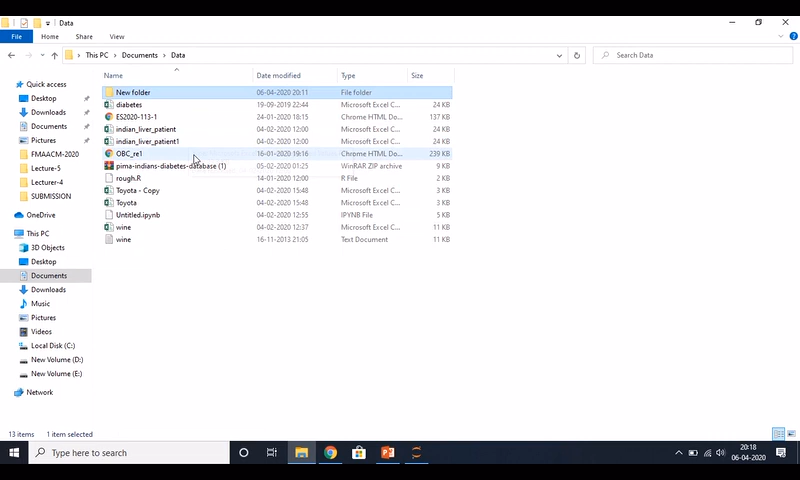 Data
File Home Share View
This PC Documents Data Search Data
Name Date modified Type Size
Quick access
Desktop
Downloads
Documents
Pictures
FMAACM-2020
Lecture-5
Lecturer-4
SUBMISSION
OneDrive
This PC
3D Objects
Desktop
Documents
Downloads
Music
Pictures
Videos
Local Disk (C:)
New Volume (D:)
New Volume (E:)
Network
New folder 06-04-2020 20:11 File folder
diabetes 19-09-2019 22:44 Microsoft Excel C... 24 KB
ES2020-113-1 24-01-2020 18:15 Chrome HTML Do... 137 KB
indian_liver_patient 04-02-2020 12:00 Microsoft Excel C... 24 KB
indian_liver_patient1 04-02-2020 12:00 Microsoft Excel C... 24 KB
OBC_re1 16-01-2020 19:16 Chrome HTML Do... 239 KB
pima-indians-diabetes-database (1) 05-02-2020 01:25 WinRAR ZIP archive 9 KB
rough.R 14-01-2020 12:00 R File 2 KB
Toyota - Copy 04-02-2020 15:48 Microsoft Excel C... 3 KB
Toyota 04-02-2020 15:48 Microsoft Excel C... 3 KB
Untitled.ipynb 04-02-2020 12:55 IPYNB File 4 KB
wine 04-02-2020 12:37 Microsoft Excel C... 11 KB
wine 16-11-2013 21:05 Text Document 11 KB
13 items 1 item selected
Type here to search
20:18
06-04-2020